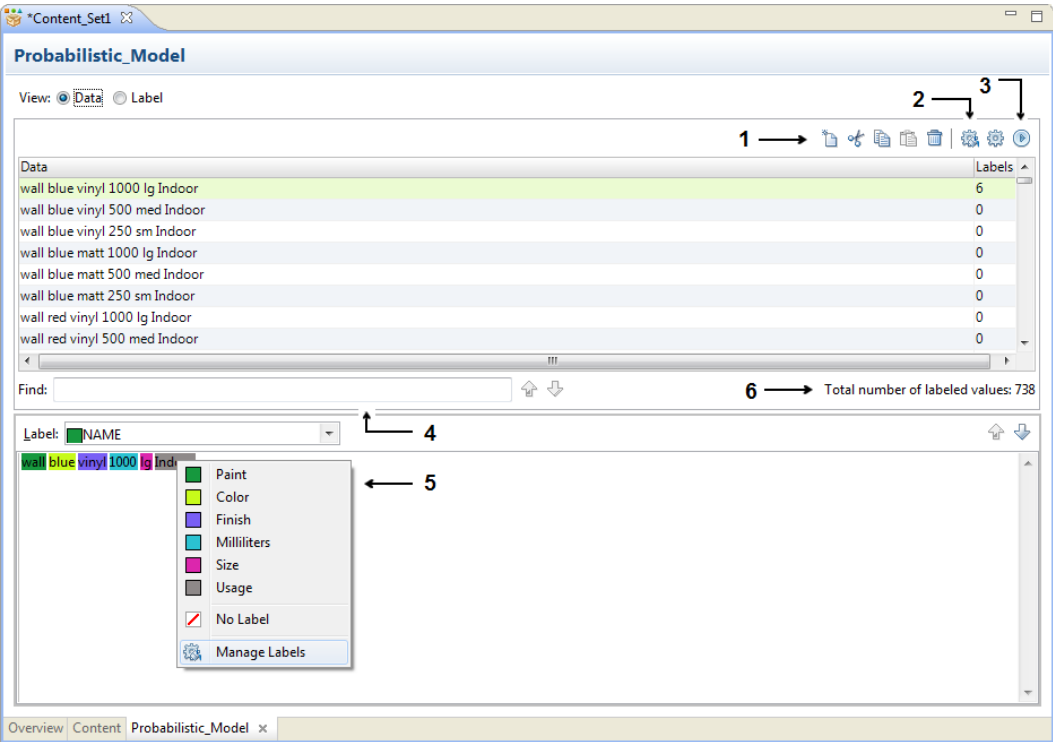 *Content_Set1
Probabilistic_Model
View: Data Label
3
2
1
Data Labels
wall blue vinyl 1000 lg Indoor 6
wall blue vinyl 500 med Indoor 0
wall blue vinyl 250 sm Indoor 0
wall blue matt 1000 lg Indoor 0
wall blue matt 500 med Indoor 0
wall blue matt 250 sm Indoor 0
wall red vinyl 1000 lg Indoor 0
wall red vinyl 500 med Indoor 0
Find: 6 Total number of labeled values: 738
4
Label: NAME
wall blue vinyl 1000 lg
5
Paint
Color
Finish
Milliliters
Size
Usage
No Label
Manage Labels
Overview Content Probabilistic_Model